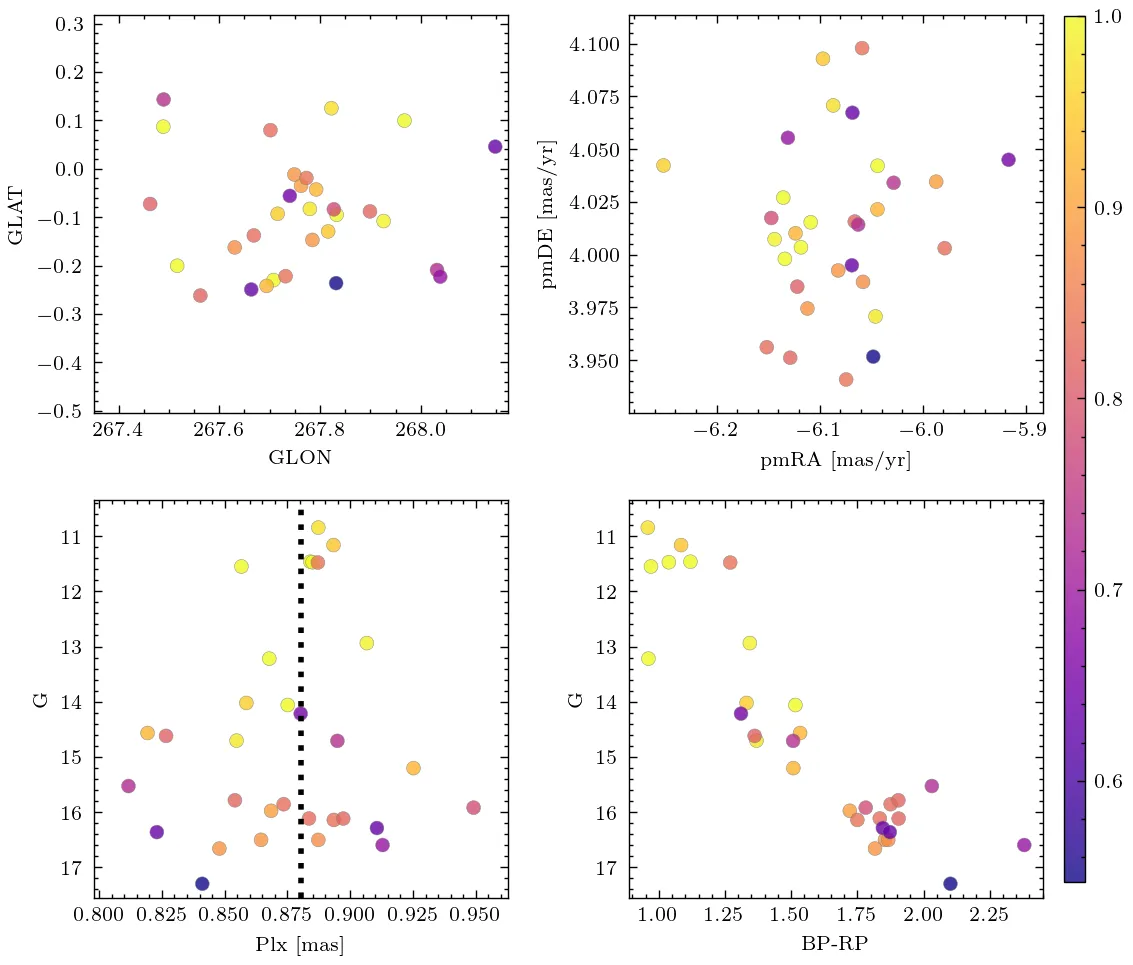 0.3
0.2
0.1
0.0
−0.1
−0.2
−0.3
−0.4
−0.5
GLAT
267.4 267.6 267.8 268.0
GLON
4.100
4.075
4.050
4.025
4.000
3.975
3.950
pmDE [mas/yr]
−6.2 −6.1 −6.0 −5.9
pmRA [mas/yr]
1.0
0.9
0.8
0.7
0.6
11
12
13
14
15
16
17
G
0.800 0.825 0.850 0.875 0.900 0.925 0.950
Plx [mas]
11
12
13
14
15
16
17
G
1.00 1.25 1.50 1.75 2.00 2.25
BP-RP